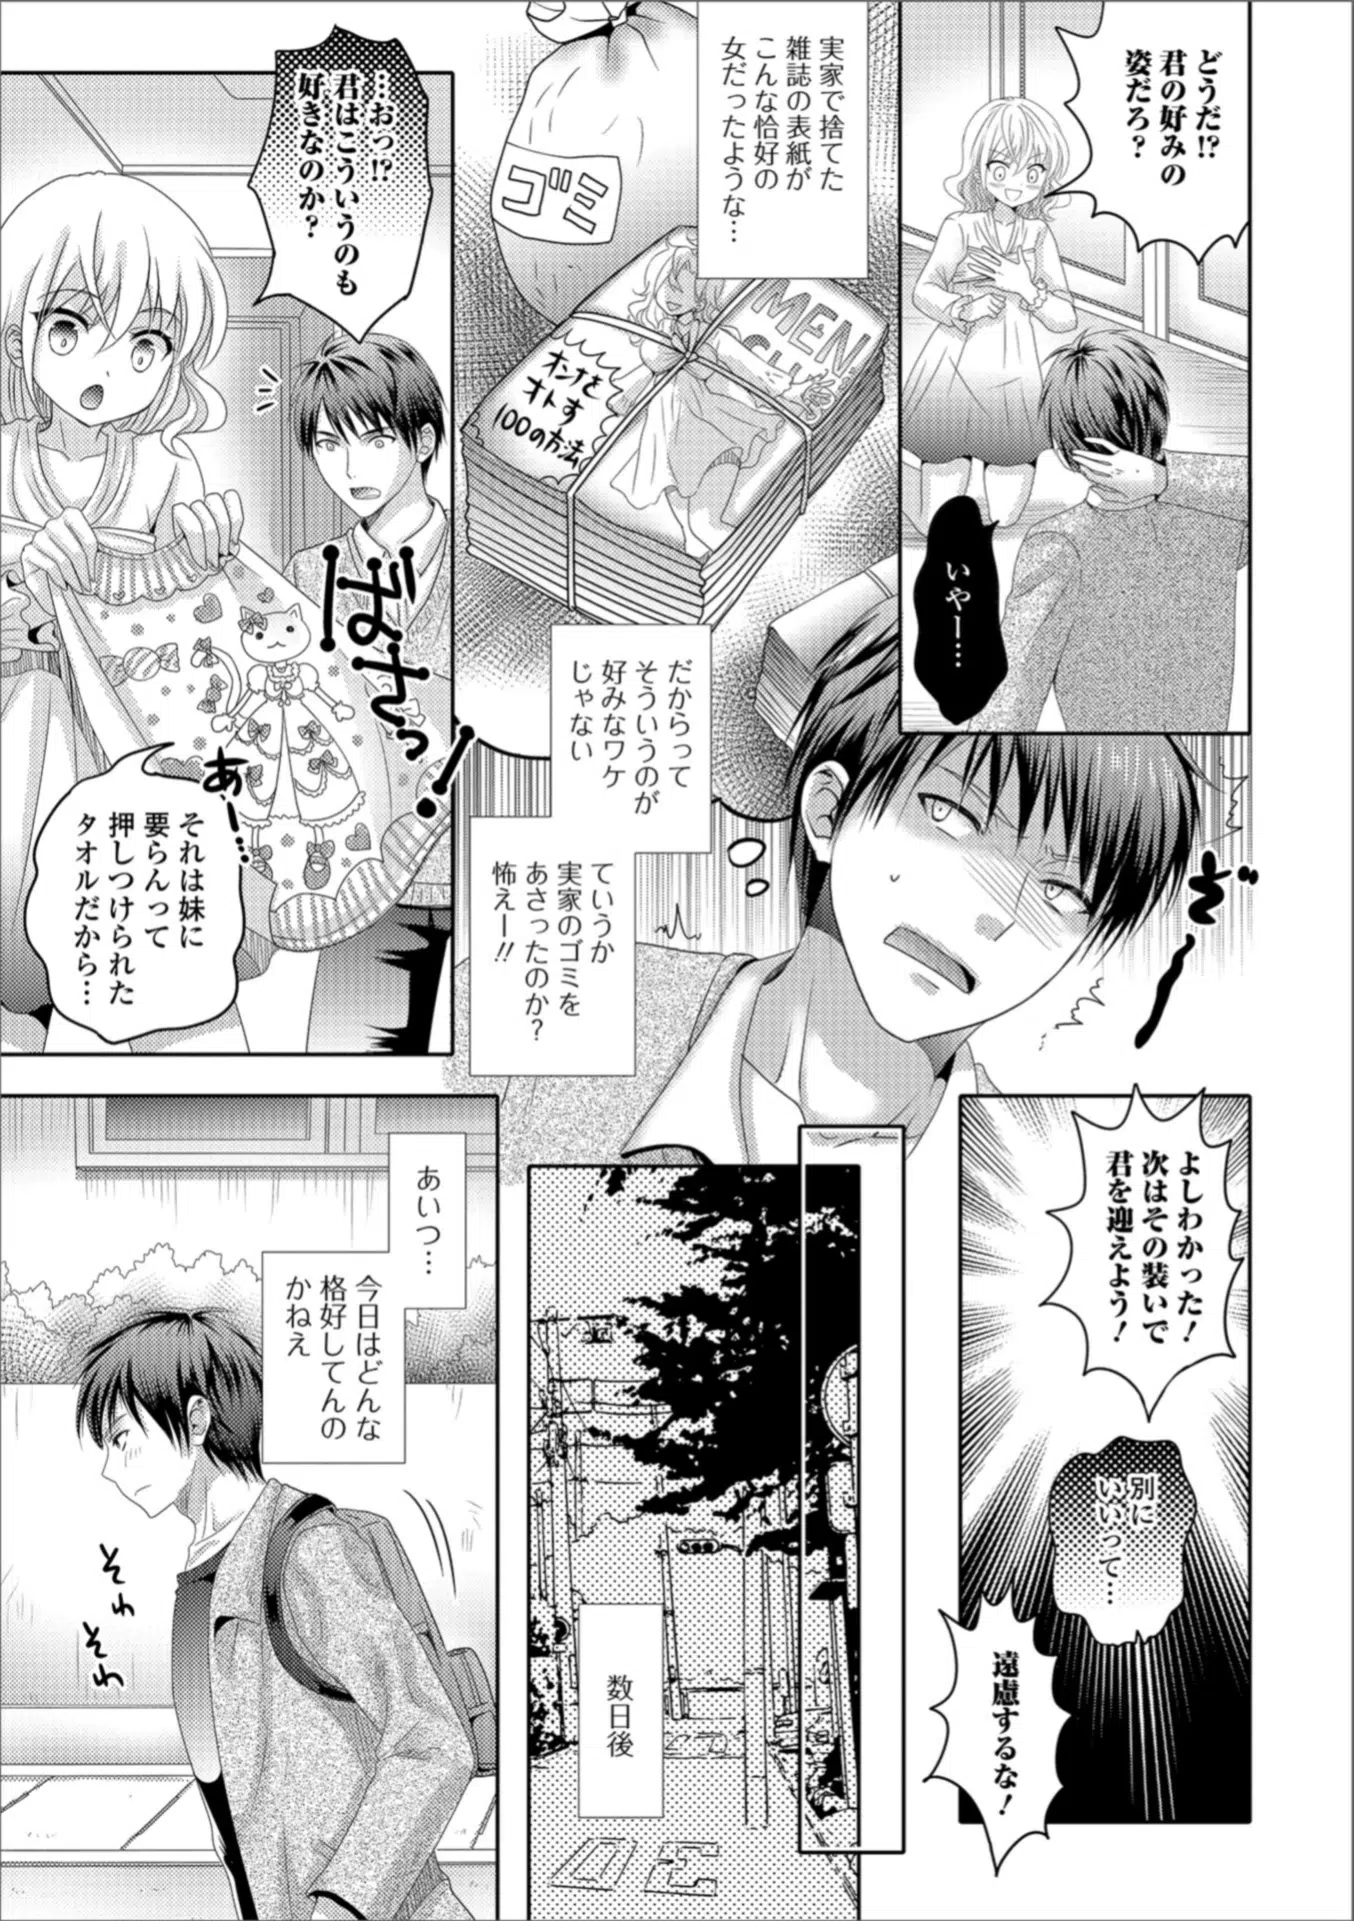 どうだ!?
君の好みの
姿だろ?
いやー…
実家で捨てた
雑誌の表紙が
こんな恰好の
女だったような…
ゴミ
MEN
オンナを
オトす
100の方法
だからって
そういうのが
好みなワケ
じゃない
ていうか
実家のゴミを
あさったのか?
怖えー!!
ぞ〜っ
…おっ!?
君はこういうのも
好きなのか?
ばさっ!
あー…
それは妹に
要らんって
押しつけられた
タオルだから…
よしわかった!
次はその装いで
君を迎えよう!
別に
いいって…
遠慮するな!
数日後
あいつ…
今日はどんな
格好してんの
かねえ
そわ
そわ